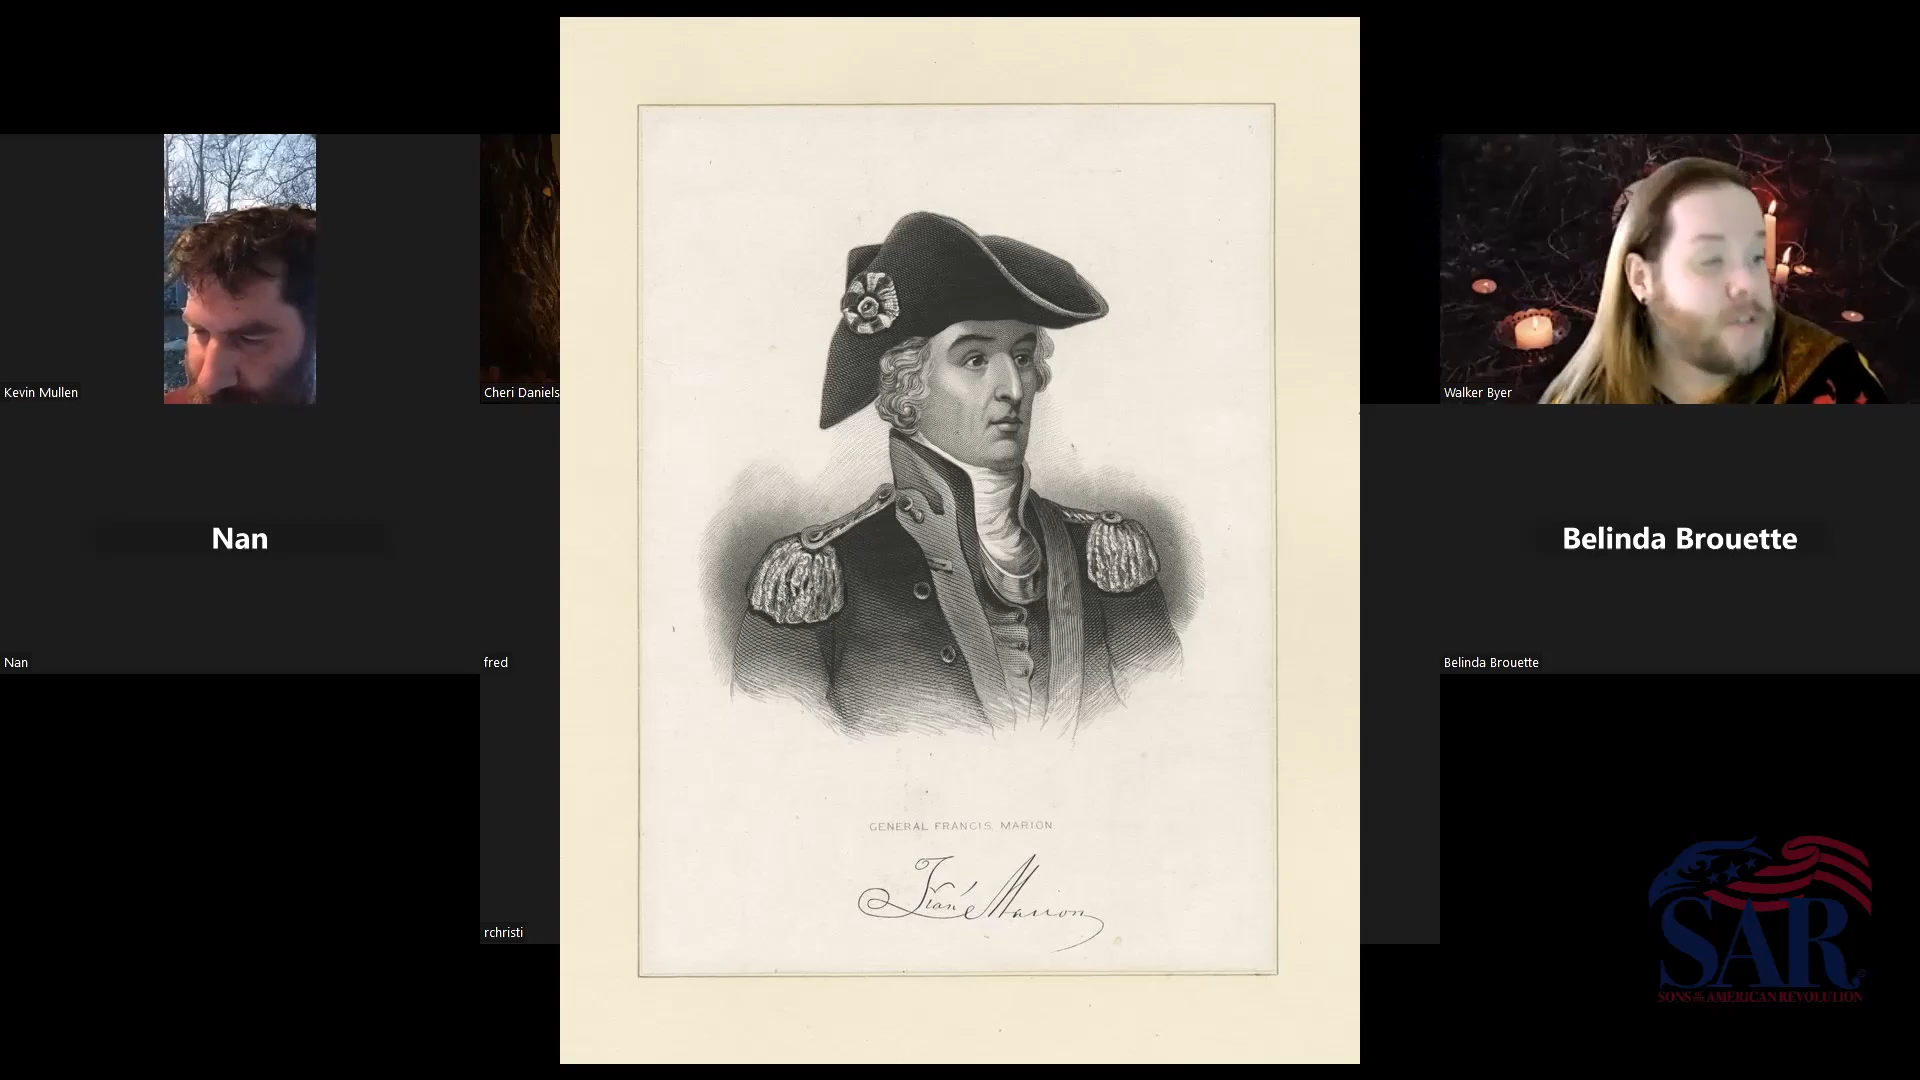 Kevin Mullen
Cheri Daniels
Walker Byer
Nan
Belinda Brouette
Nan
fred
Belinda Brouette
GENERAL FRANCIS MARION.
Fran Marion
rchristi
SAR
SONS OF THE AMERICAN REVOLUTION